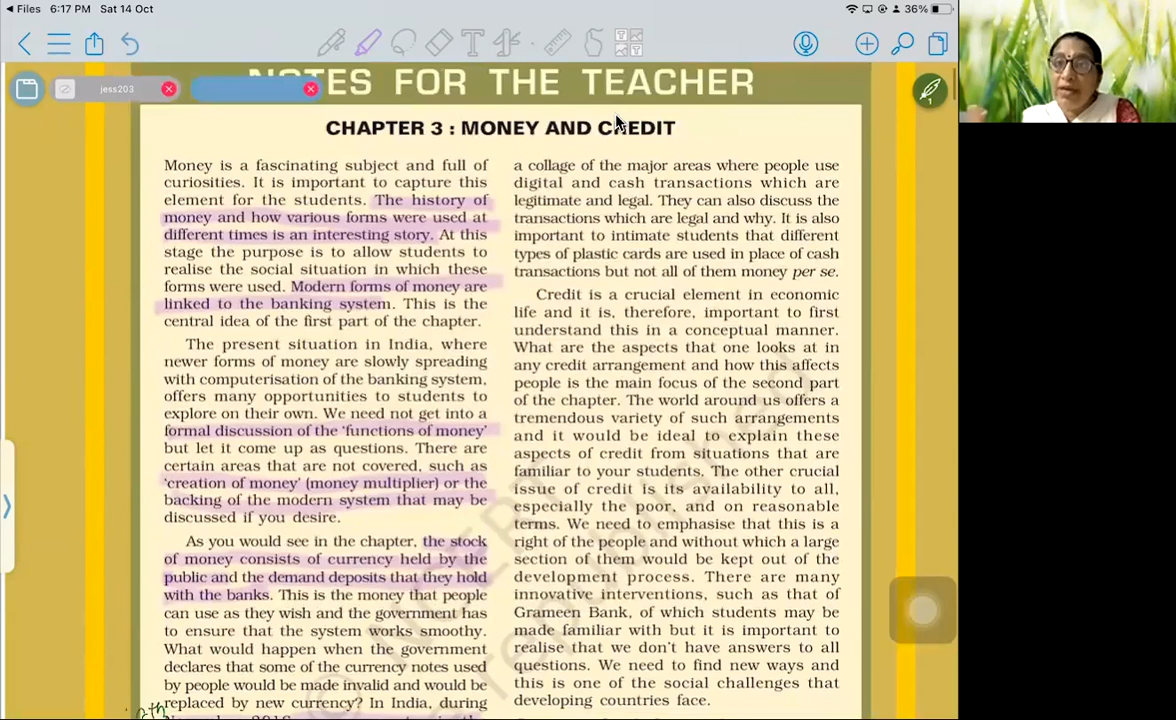 Files 6:17 PM Sat 14 Oct
36%
jess203
1
ES FOR THE TEACHER
CHAPTER 3 : MONEY AND CREDIT
Money is a fascinating subject and full of
curiosities. It is important to capture this
element for the students. The history of
money and how various forms were used at
different times is an interesting story. At this
stage the purpose is to allow students to
realise the social situation in which these
forms were used. Modern forms of money are
linked to the banking system. This is the
central idea of the first part of the chapter.
The present situation in India, where
newer forms of money are slowly spreading
with computerisation of the banking system,
offers many opportunities to students to
explore on their own. We need not get into a
formal discussion of the ‘functions of money’
but let it come up as questions. There are
certain areas that are not covered, such as
‘creation of money’ (money multiplier) or the
backing of the modern system that may be
discussed if you desire.
As you would see in the chapter, the stock
of money consists of currency held by the
public and the demand deposits that they hold
with the banks. This is the money that people
can use as they wish and the government has
to ensure that the system works smoothy.
What would happen when the government
declares that some of the currency notes used
by people would be made invalid and would be
replaced by new currency? In India, during
a collage of the major areas where people use
digital and cash transactions which are
legitimate and legal. They can also discuss the
transactions which are legal and why. It is also
important to intimate students that different
types of plastic cards are used in place of cash
transactions but not all of them money per se.
Credit is a crucial element in economic
life and it is, therefore, important to first
understand this in a conceptual manner.
What are the aspects that one looks at in
any credit arrangement and how this affects
people is the main focus of the second part
of the chapter. The world around us offers a
tremendous variety of such arrangements
and it would be ideal to explain these
aspects of credit from situations that are
familiar to your students. The other crucial
issue of credit is its availability to all,
especially the poor, and on reasonable
terms. We need to emphasise that this is a
right of the people and without which a large
section of them would be kept out of the
development process. There are many
innovative interventions, such as that of
Grameen Bank, of which students may be
made familiar with but it is important to
realise that we don’t have answers to all
questions. We need to find new ways and
this is one of the social challenges that
developing countries face.
© NCERT
republished